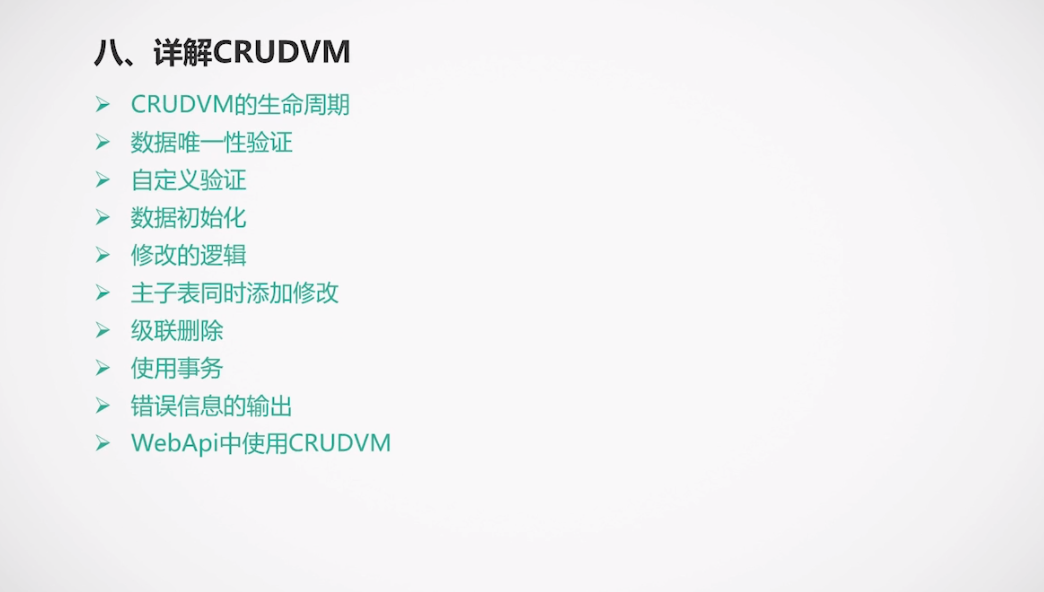 八、详解CRUDVM
CRUDVM的生命周期
数据唯一性验证
自定义验证
数据初始化
修改的逻辑
主子表同时添加修改
级联删除
使用事务
错误信息的输出
WebApi中使用CRUDVM